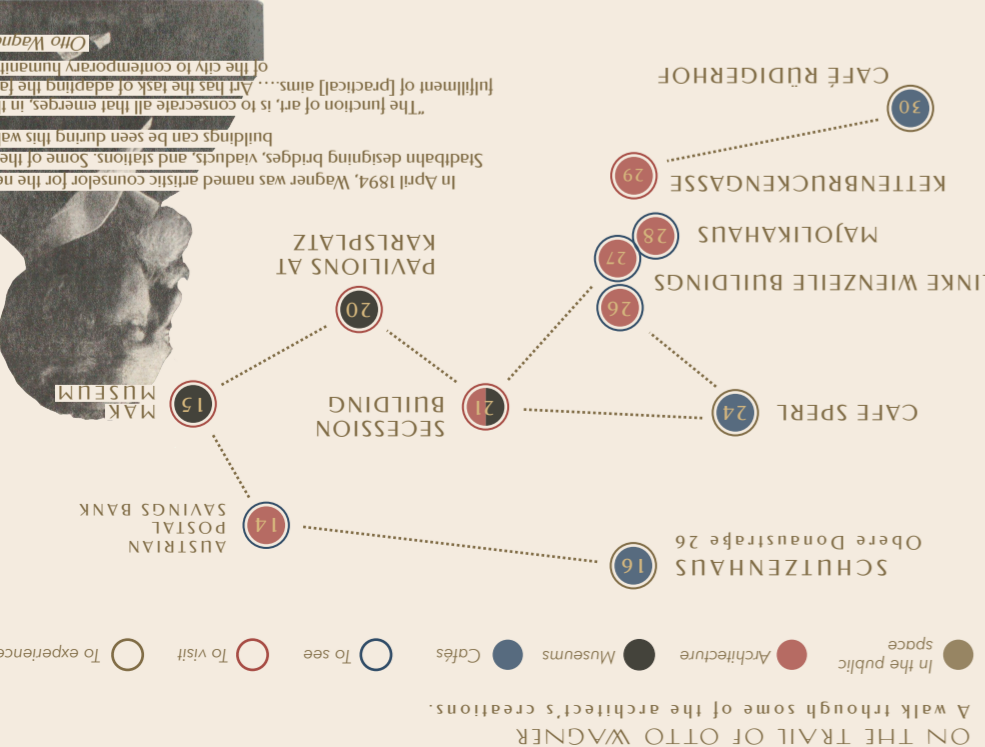 ON THE TRAIL OF OTTO WAGNER
A walk trhough some of the architect's creations.
In the public
space
Architecture
Museums
Cafés
To see
To visit
To experience
SCHUTZENHAUS
Obere Donaustraβe 26
16
14
AUSTRIAN
POSTAL
SAVINGS BANK
CAFE SPERL
24
21
SECESSION
BUILDING
15
MAK
MUSEUM
26
LINKE WIENZEILE BUILDINGS
27
20
PAVILIONS AT
KARLSPLATZ
MAJOLIKAHAUS
28
KETTENBRUCKENGASSE
29
30
CAFÉ RÜDIGERHOF
In April 1894, Wagner was named artistic counselor for the ne
Stadtbahn designing bridges, viaducts, and stations. Some of the
buildings can be seen during this wa
“The function of art, is to consecrate all that emerges, in th
fulfillment of [practical] aims.... Art has the task of adapting the fa
of the city to contemporary humanit
Otto Wagner